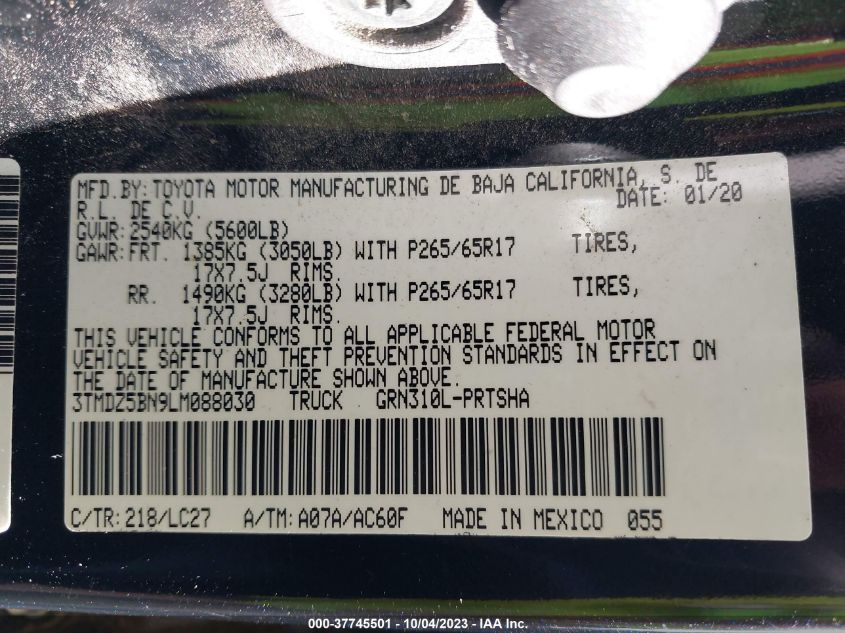 MFD.BY:TOYOTA MOTOR MANUFACTURING DE BAJA CALIFORNIA, S. DE
R.L. DE C.V.
DATE: 01/20
GVWR:2540KG (5600LB)
GAWR:FRT. 1385KG (3050LB) WITH P265/65R17 TIRES,
17X7.5J RIMS.
RR. 1490KG (3280LB) WITH P265/65R17 TIRES,
17X7.5J RIMS.
THIS VEHICLE CONFORMS TO ALL APPLICABLE FEDERAL MOTOR
VEHICLE SAFETY AND THEFT PREVENTION STANDARDS IN EFFECT ON
THE DATE OF MANUFACTURE SHOWN ABOVE.
3TMDZ5BN9LM088030 TRUCK GRN310L-PRTSHA
C/TR:218/LC27 A/TM:A07A/AC60F MADE IN MEXICO 055
000-37745501 - 10/04/2023 - IAA Inc.